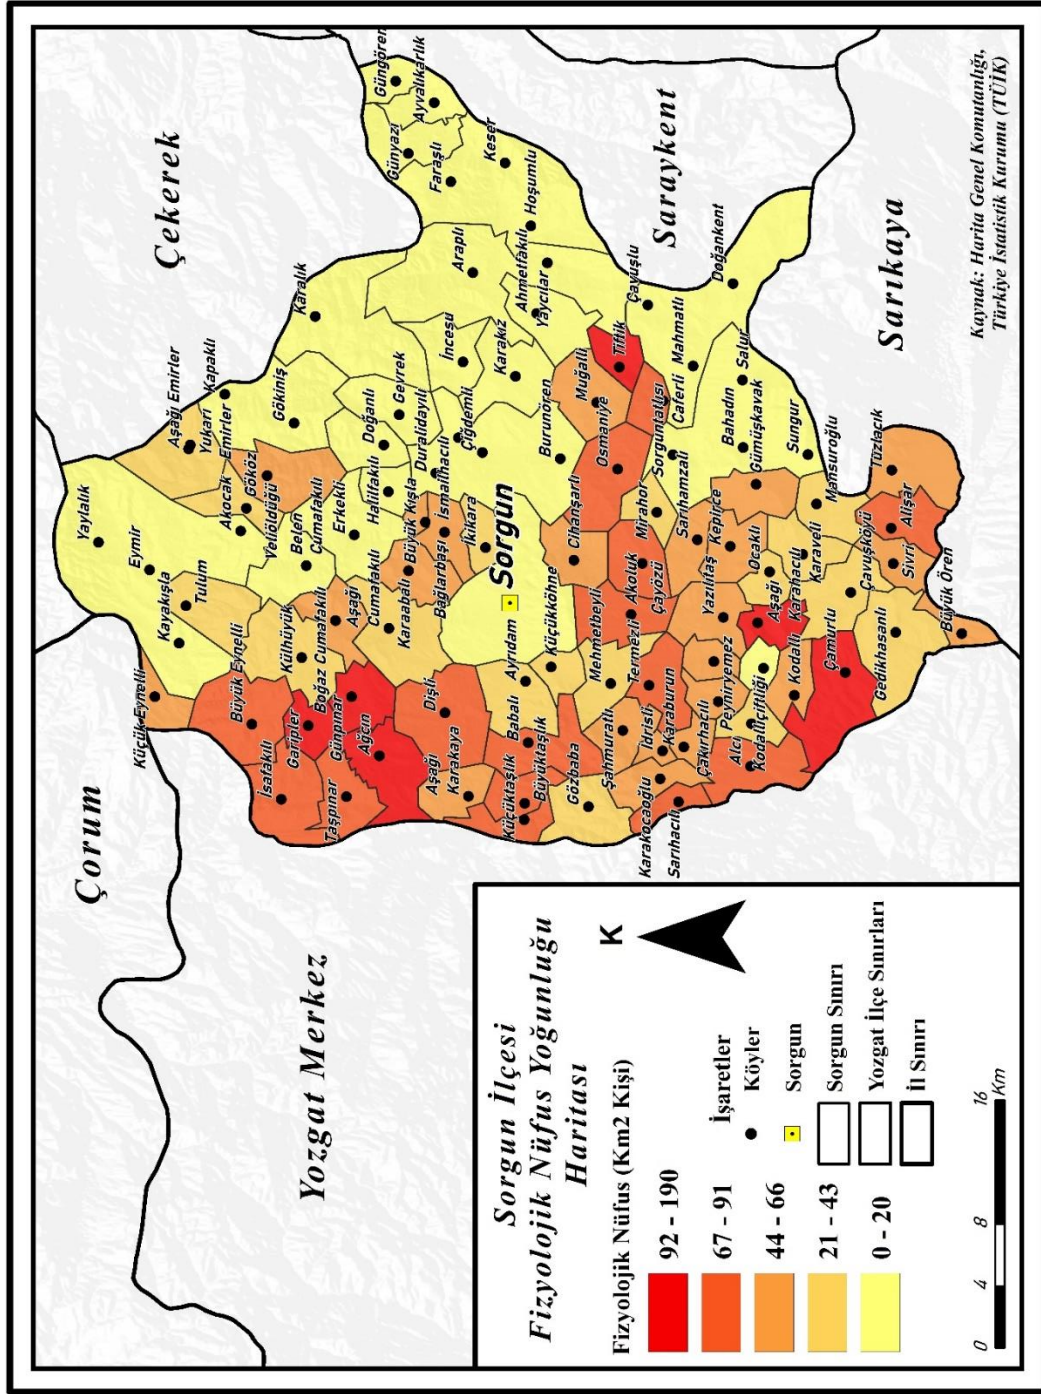 Çorum
Çekerek
Yozgat Merkez
Saraykent
Sarıkaya
Sorgun
Küçük Eynelli
Kayakışla
Eymir
Yaylalık
Tulum
Aşağı Emirler
Yukarı
Emirler
Kapaklı
Karalık
Büyük Eynelli
İsafakılı
Külhüyük
Akocak
Gököz
Veliöldüğü
Gökiniş
Garipler
Boğaz Cumafakılı
Belen
Cumafakılı
Taşpınar
Günpınar
Ağcın
Aşağı
Cumafakılı
Erkekli
Halilfakılı
Doğanlı
Gevrek
Güngören
Ayvalıkarlık
Günyazı
Faraşlı
Keser
Hoşumlu
Karabalı
Büyük Kışla
Duralıdayılı
Dişli
Bağlarbaşı
İsmailhacılı
Çiğdemli
İncesu
Araplı
Aşağı
Karakaya
İkikara
Karakız
Ahmetfakılı
Yaycılar
Küçüktaşlık
Babalı
Büyüktaşlık
Ayrıdam
Küçükköhne
Burunören
Cihanşarlı
Gözbaba
Şahmuratlı
Mehmetbeyli
Osmaniye
Muğallı
Tiftik
Çavuşlu
Karakocaoğlu
Sarıhacılı
İdrisli
Karaburun
Termezli
Akoluk
Çayözü
Mirahor
Sorguntatlısı
Caferli
Mahmatlı
Doğankent
Sarıhamzalı
Çakırhacılı
Peyniryemez
Yazılıtaş
Kepirce
Alcı
Kodallıçiftliği
Bahadın
Salur
Gümüşkavak
Sungur
Kodallı
Aşağı
Karahacılı
Ocaklı
Karaveli
Mansuroğlu
Çamurlu
Gedikhasanlı
Çavuşköyü
Sivri
Alişar
Tuzlacık
Büyük Ören
Kaynak: Harita Genel Komutanlığı,
Türkiye İstatistik Kurumu (TÜİK)
Sorgun İlçesi
Fizyolojik Nüfus Yoğunluğu
Haritası
K
Fizyolojik Nüfus (Km2 Kişi)
92 - 190
67 - 91
44 - 66
21 - 43
0 - 20
İşaretler
Köyler
Sorgun
Sorgun Sınırı
Yozgat İlçe Sınırları
İl Sınırı
0 4 8 16
Km